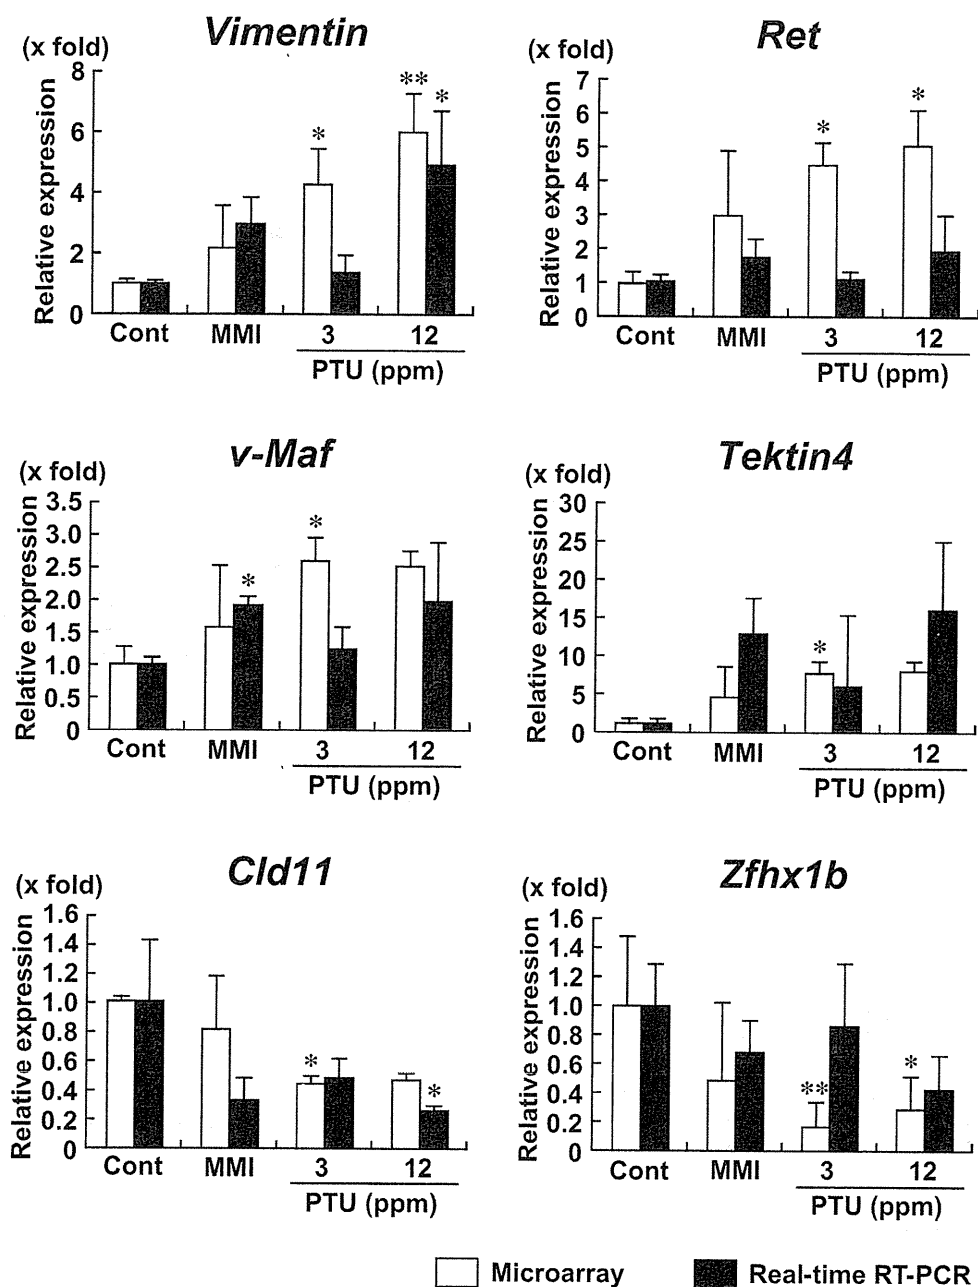 Vimentin
(x fold)
Relative expression
8
6
4
2
0
*
**
*
Cont MMI 3 12
PTU (ppm)
Ret
(x fold)
Relative expression
7
6
5
4
3
2
1
0
*
*
Cont MMI 3 12
PTU (ppm)
v-Maf
(x fold)
Relative expression
3.5
3.0
2.5
2.0
1.5
1.0
0.5
0
*
*
Cont MMI 3 12
PTU (ppm)
Tektin4
(x fold)
Relative expression
30
25
20
15
10
5
0
*
Cont MMI 3 12
PTU (ppm)
Cld11
(x fold)
Relative expression
1.6
1.4
1.2
1.0
0.8
0.6
0.4
0.2
0
*
*
Cont MMI 3 12
PTU (ppm)
Zfhx1b
(x fold)
Relative expression
1.6
1.4
1.2
1.0
0.8
0.6
0.4
0.2
0
**
*
Cont MMI 3 12
PTU (ppm)
Microarray Real-time RT-PCR